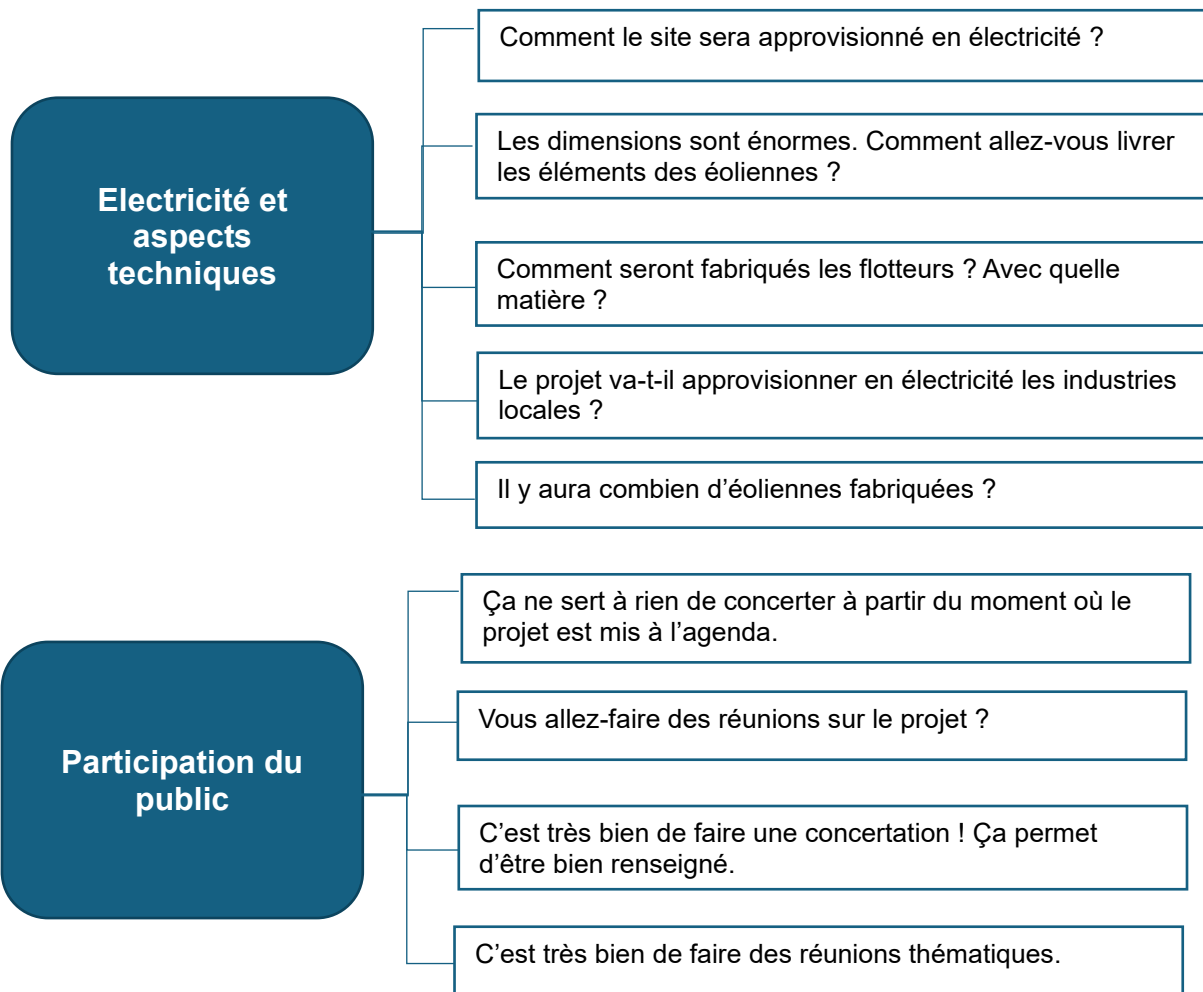 Electricité et
aspects
techniques
Comment le site sera approvisionné en électricité ?
Les dimensions sont énormes. Comment allez-vous livrer
les éléments des éoliennes ?
Comment seront fabriqués les flotteurs ? Avec quelle
matière ?
Le projet va-t-il approvisionner en électricité les industries
locales ?
Il y aura combien d’éoliennes fabriquées ?
Participation du
public
Ça ne sert à rien de concerter à partir du moment où le
projet est mis à l’agenda.
Vous allez-faire des réunions sur le projet ?
C’est très bien de faire une concertation ! Ça permet
d’être bien renseigné.
C’est très bien de faire des réunions thématiques.